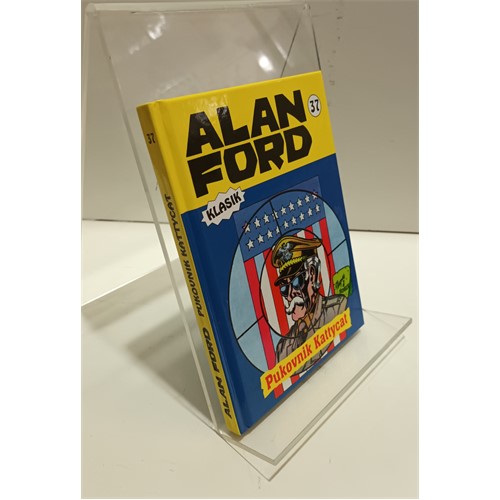 ALAN
FORD
37
KLASIK
Pukovnik Kattycat
37
PUKOVNIK KATTYCAT
ALAN FORD